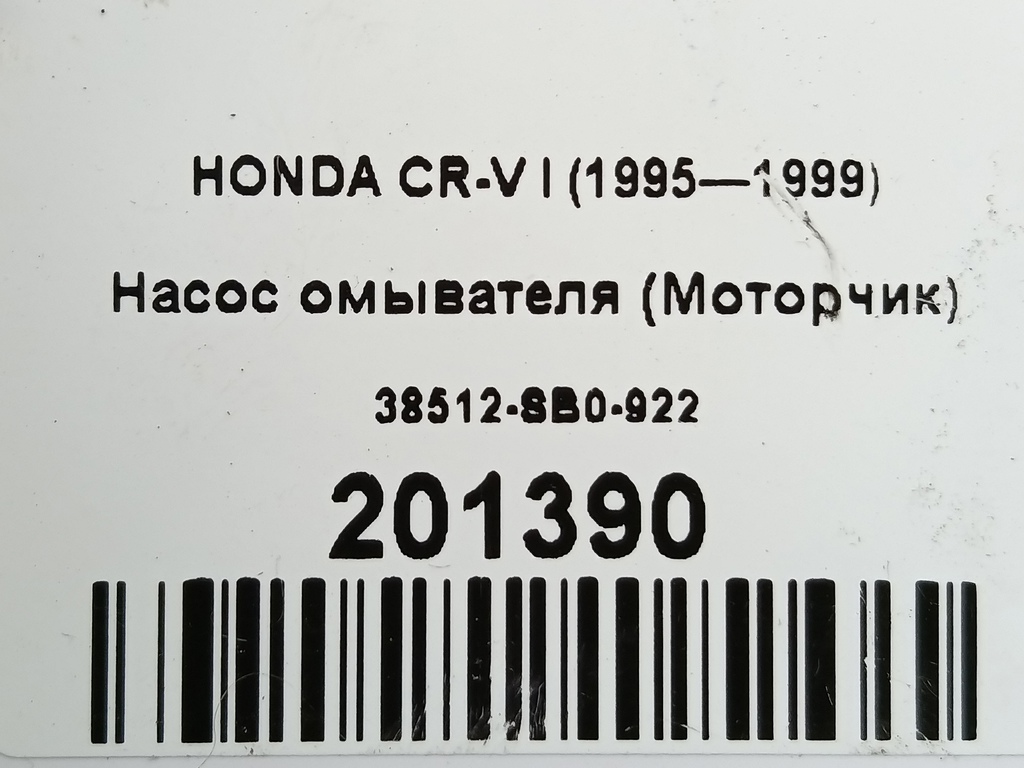 HONDA CR-V I (1995—1999)
Насос омывателя (Моторчик)
38512-SB0-922
201390